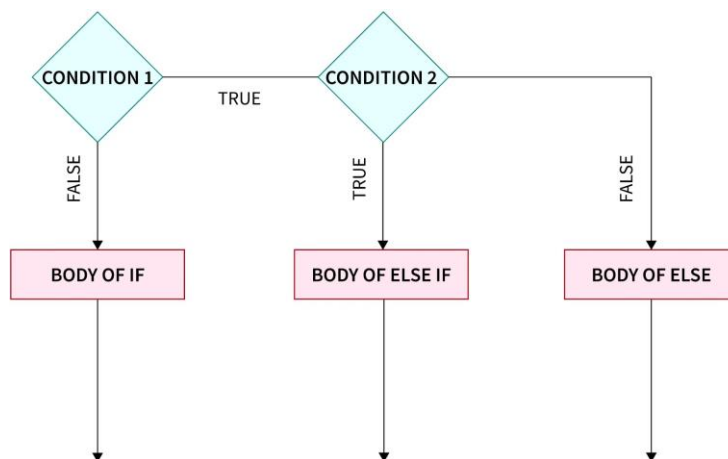 CONDITION 1
TRUE
CONDITION 2
FALSE
TRUE
FALSE
BODY OF IF
BODY OF ELSE IF
BODY OF ELSE